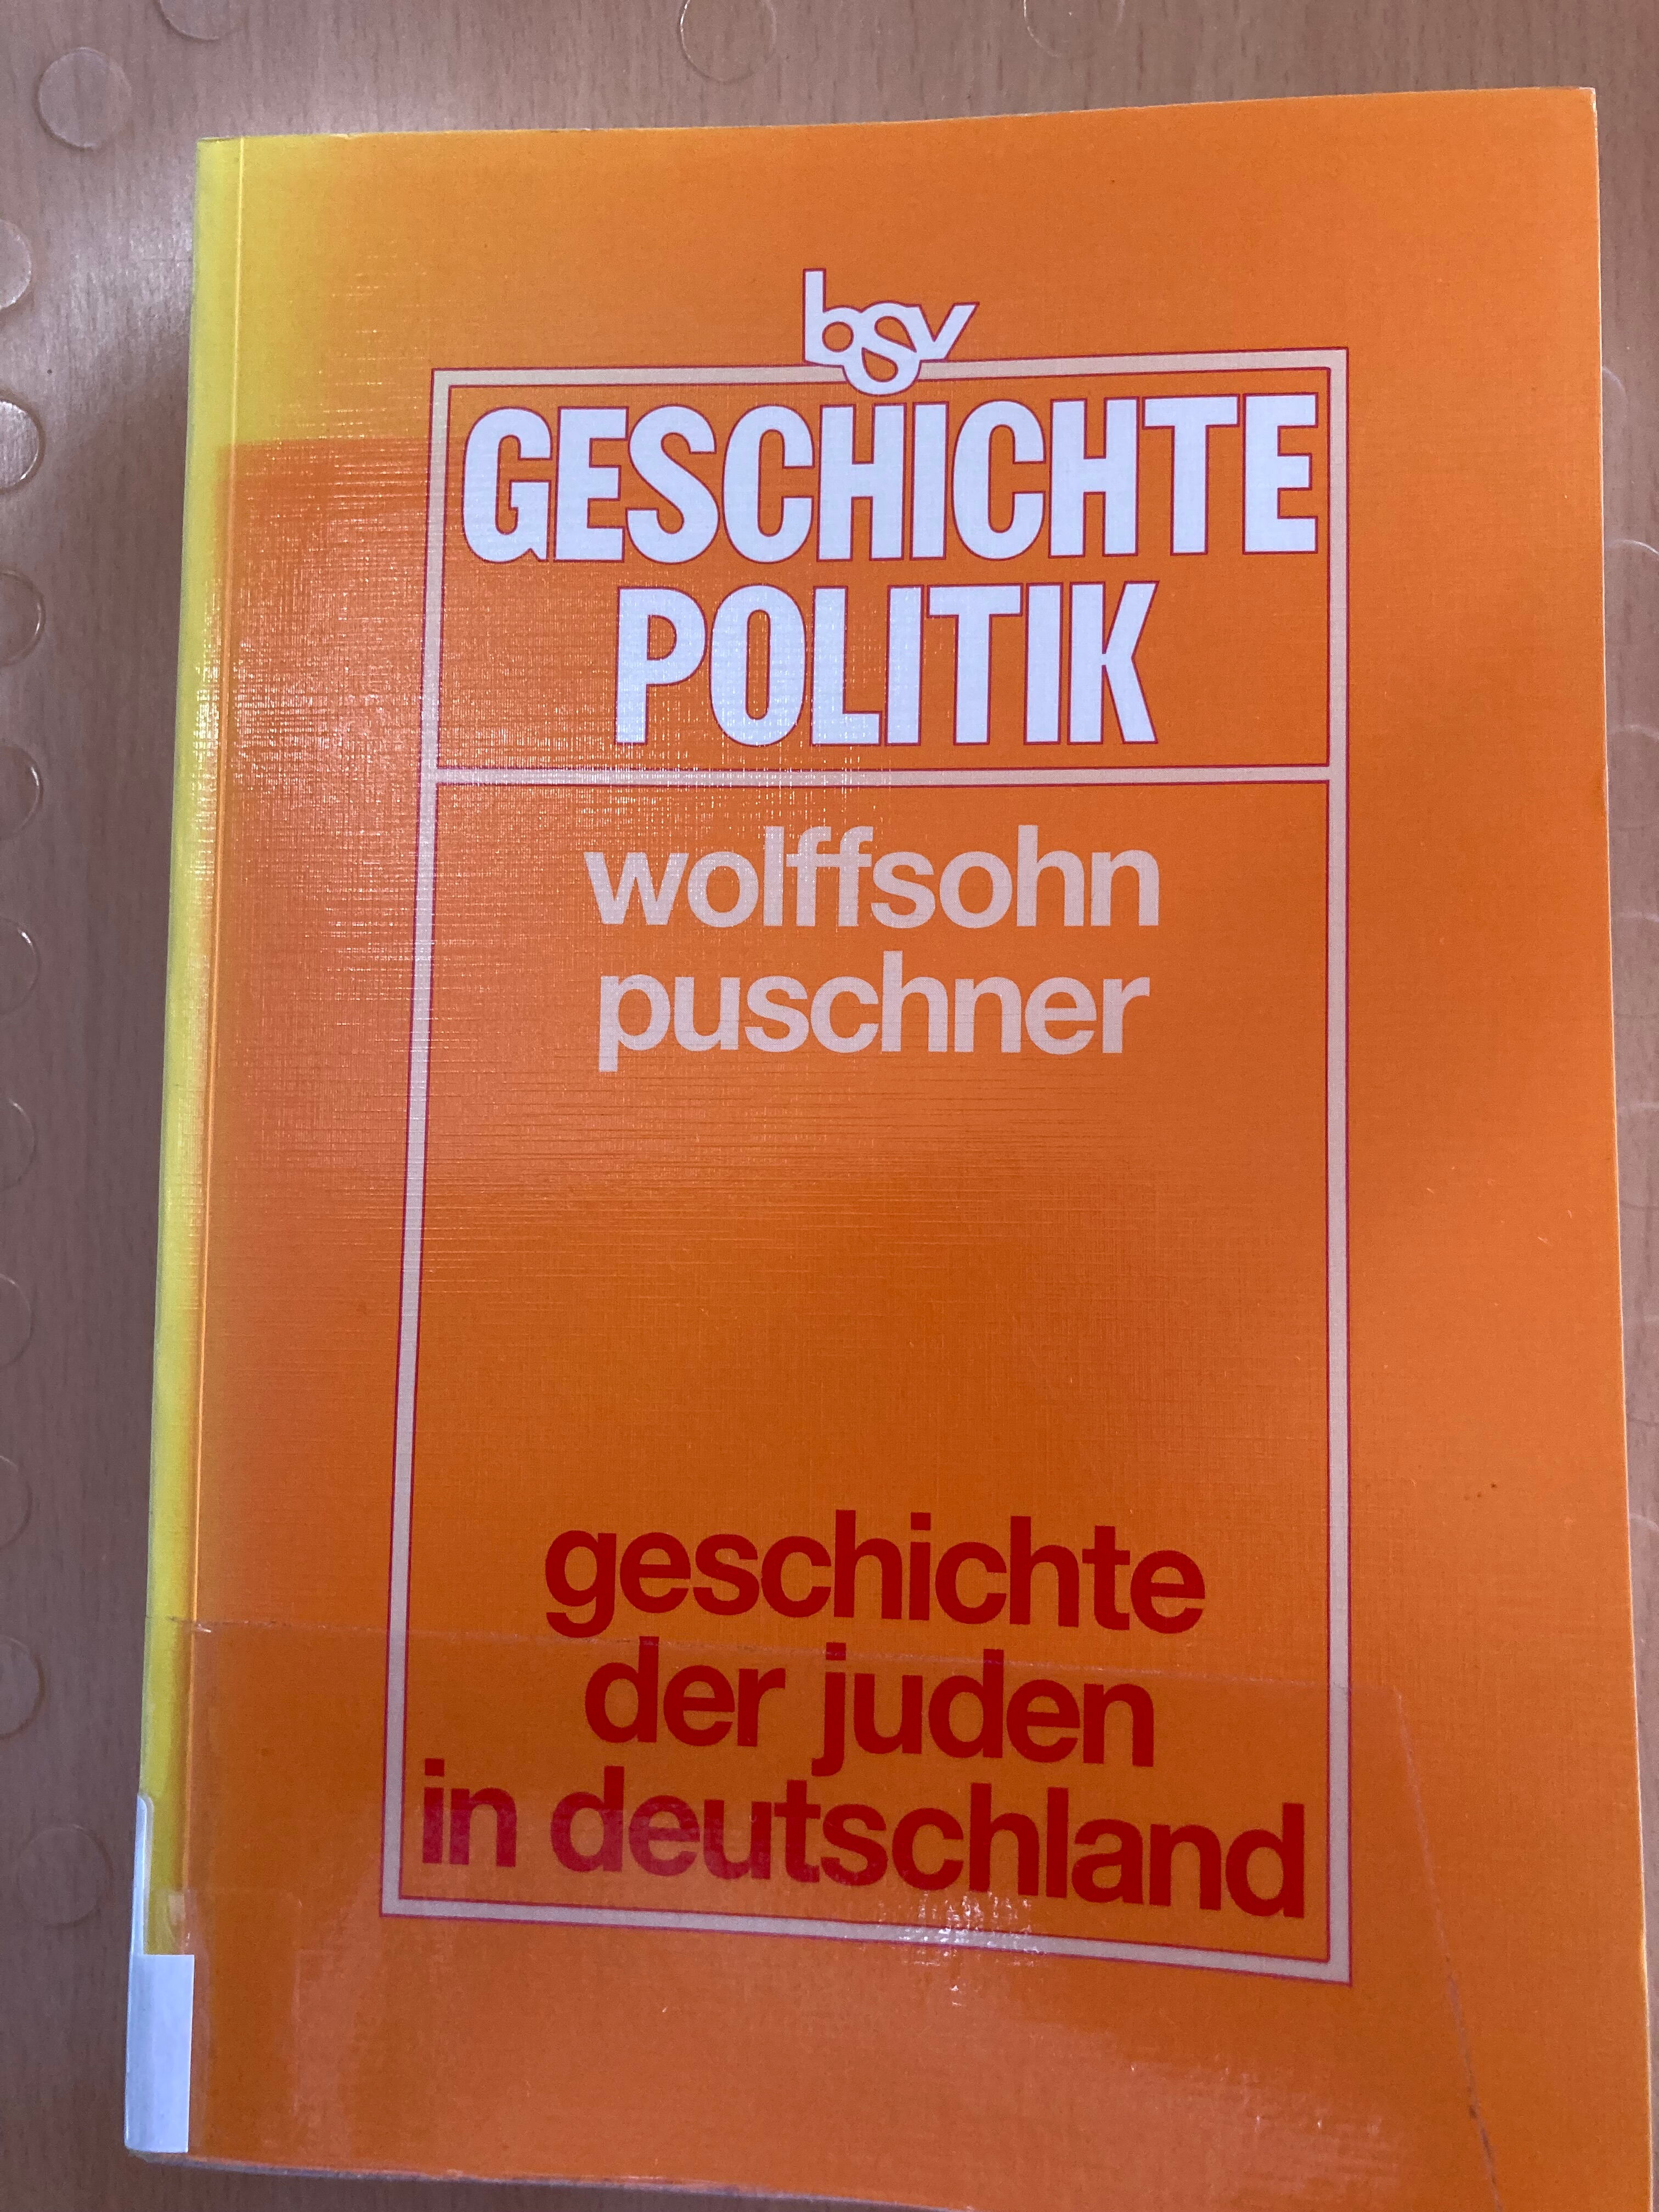 bsv
GESCHICHTE
POLITIK
wolffsohn
puschner
geschichte
der juden
in deutschland